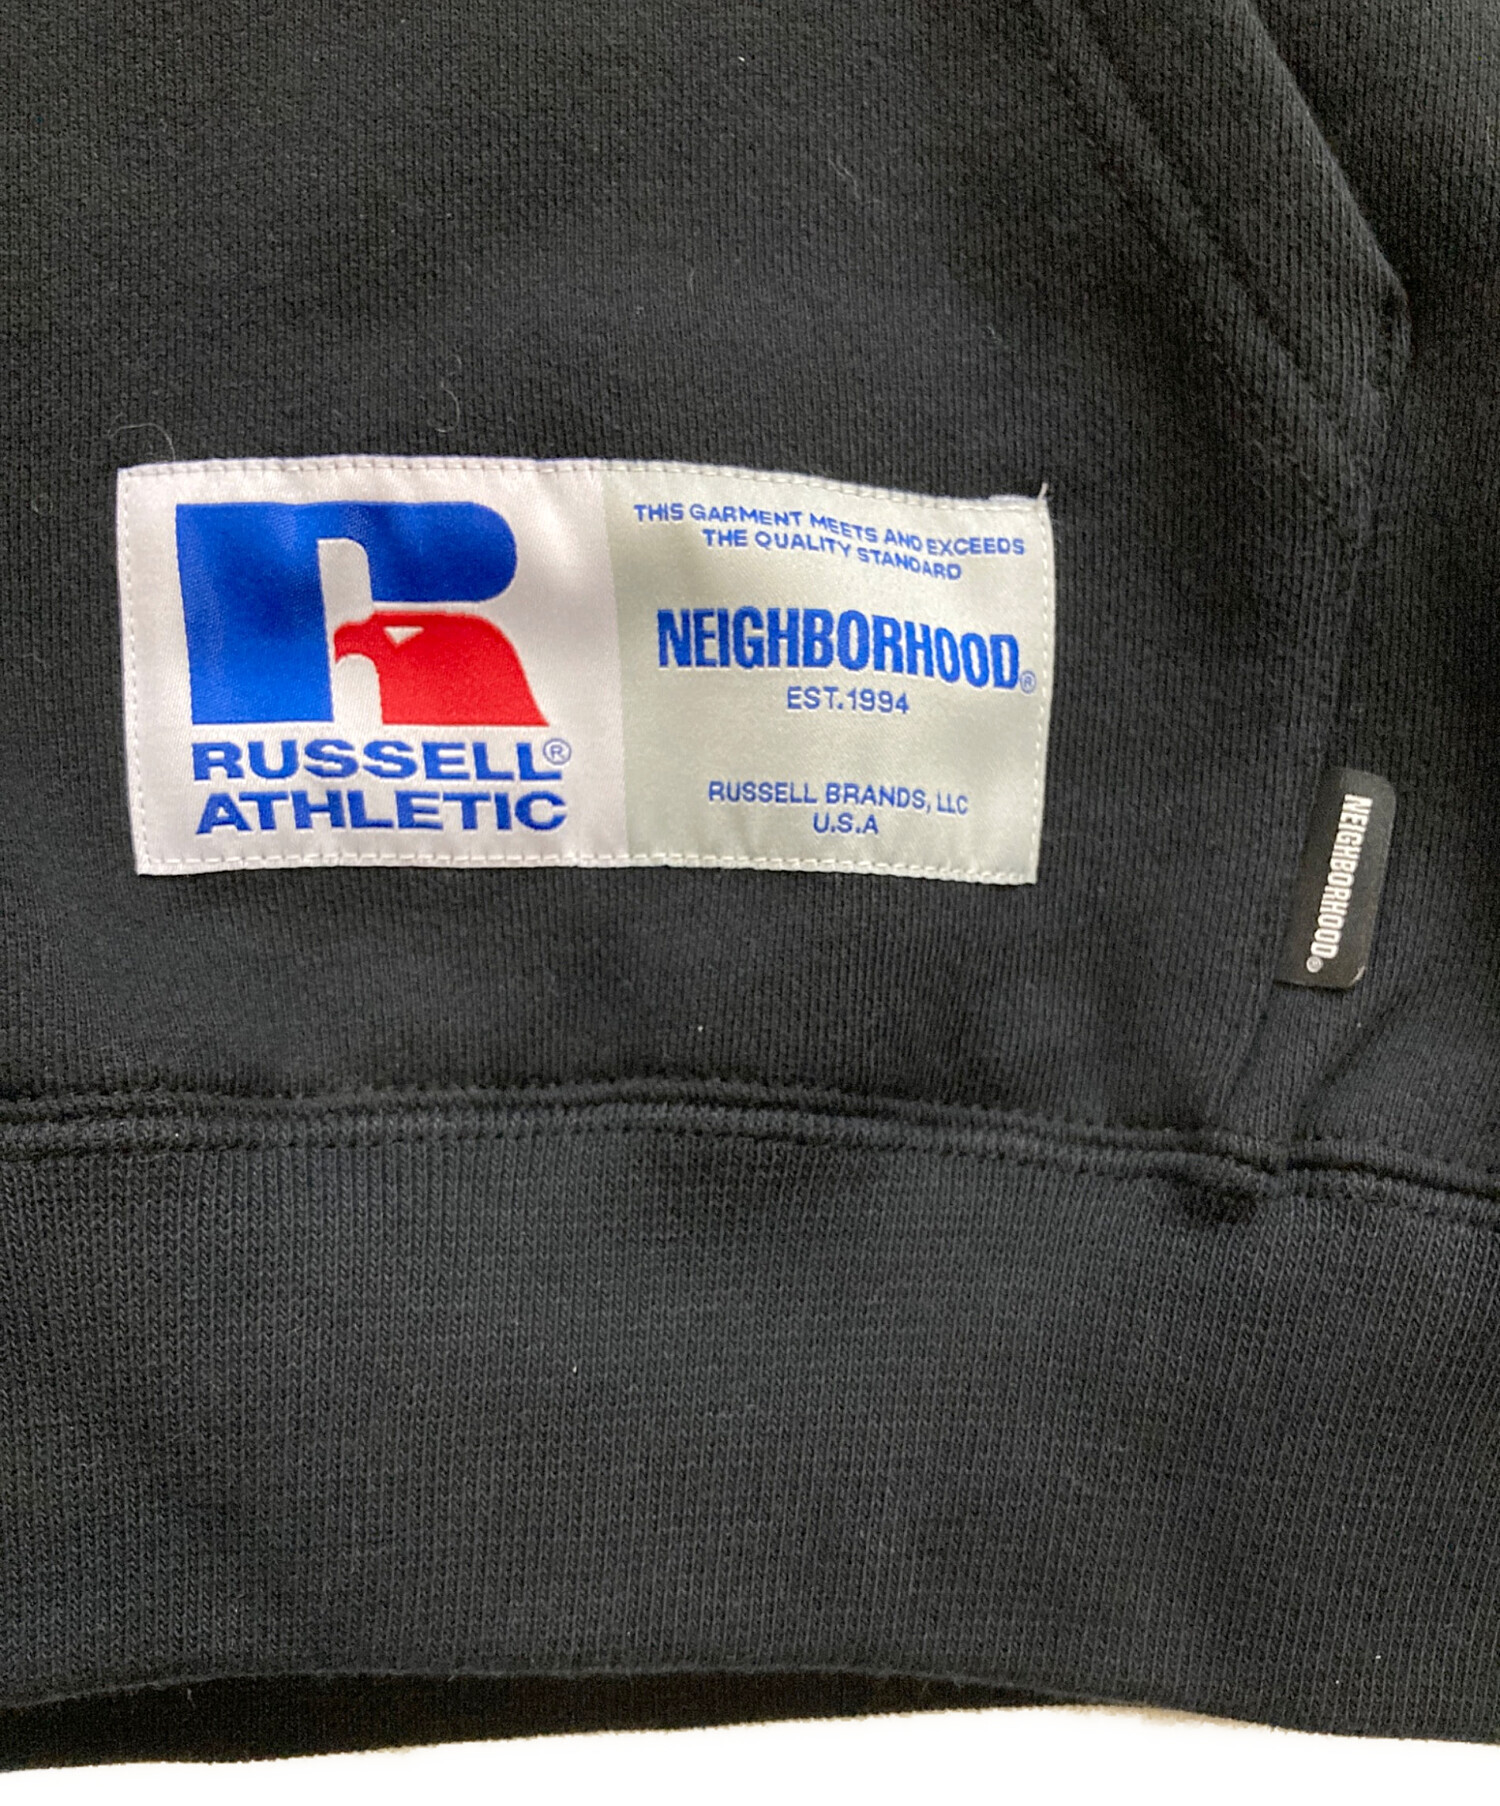 RUSSELL®
ATHLETIC
THIS GARMENT MEETS AND EXCEEDS
THE QUALITY STANDARD
NEIGHBORHOOD®
EST.1994
RUSSELL BRANDS, LLC
U.S.A
NEIGHBORHOOD®